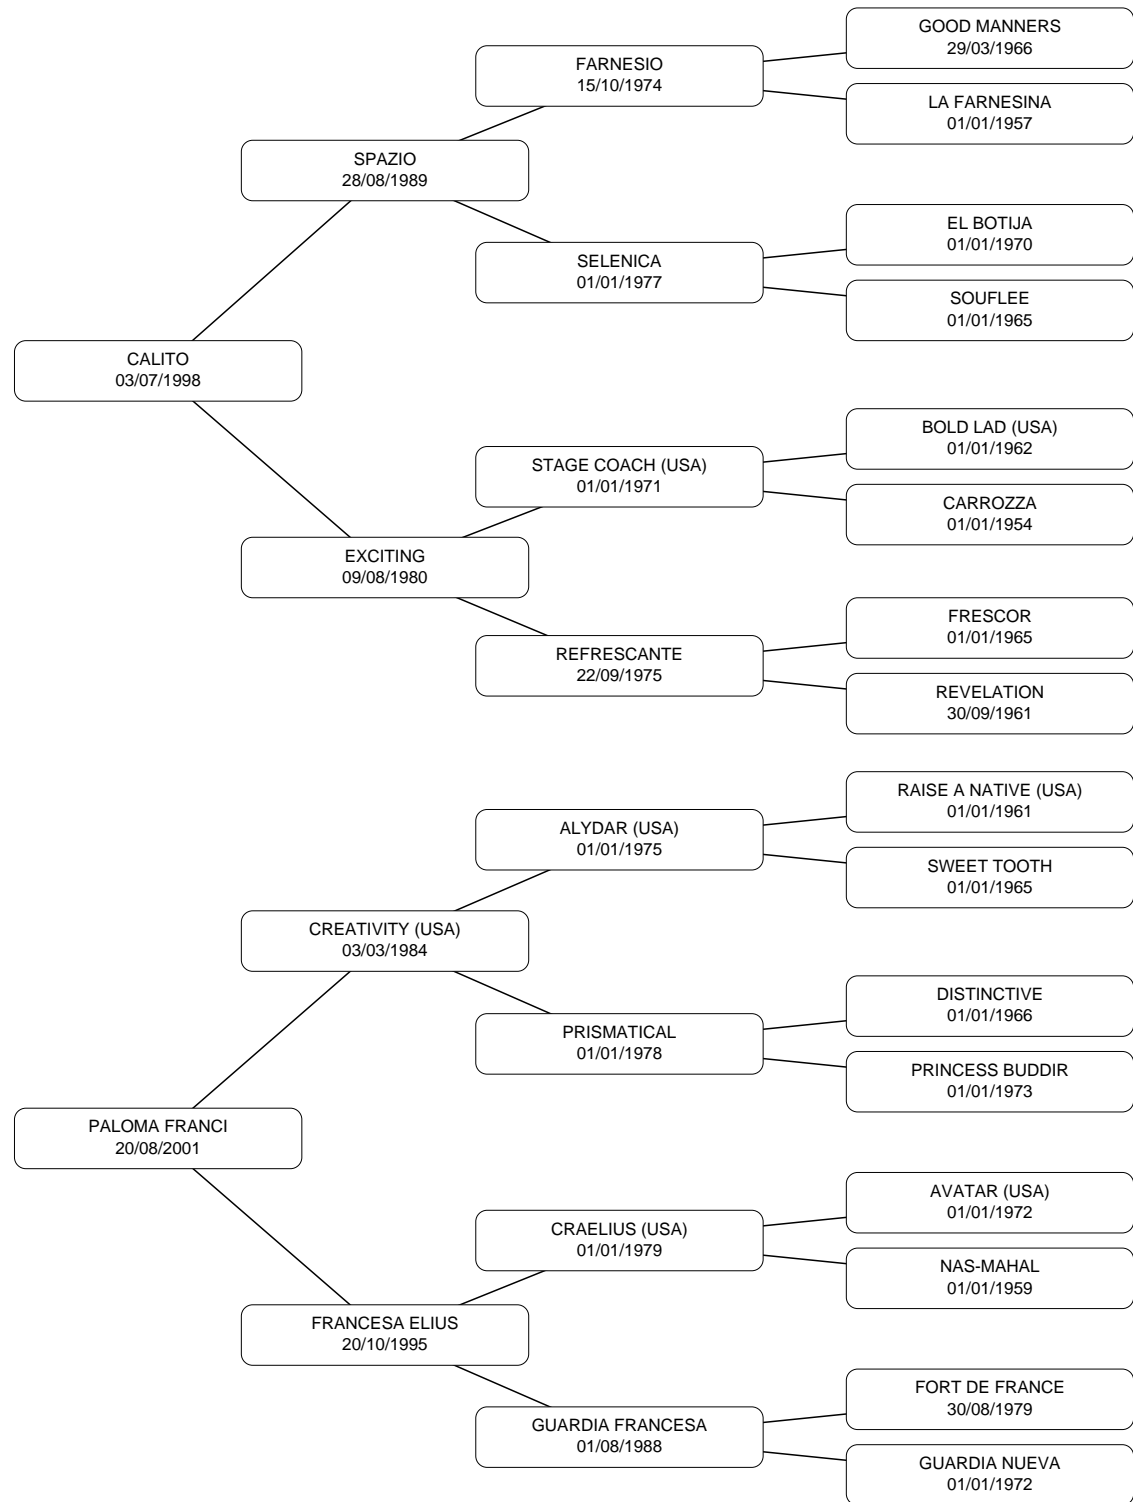 GOOD MANNERS
29/03/1966
FARNESIO
15/10/1974
LA FARNESINA
01/01/1957
SPAZIO
28/08/1989
EL BOTIJA
01/01/1970
SELENICA
01/01/1977
SOUFLEE
01/01/1965
CALITO
03/07/1998
BOLD LAD (USA)
01/01/1962
STAGE COACH (USA)
01/01/1971
CARROZZA
01/01/1954
EXCITING
09/08/1980
FRESCOR
01/01/1965
REFRESCANTE
22/09/1975
REVELATION
30/09/1961
RAISE A NATIVE (USA)
01/01/1961
ALYDAR (USA)
01/01/1975
SWEET TOOTH
01/01/1965
CREATIVITY (USA)
03/03/1984
DISTINCTIVE
01/01/1966
PRISMATICAL
01/01/1978
PRINCESS BUDDIR
01/01/1973
PALOMA FRANCI
20/08/2001
AVATAR (USA)
01/01/1972
CRAELIUS (USA)
01/01/1979
NAS-MAHAL
01/01/1959
FRANCESA ELIUS
20/10/1995
FORT DE FRANCE
30/08/1979
GUARDIA FRANCESA
01/08/1988
GUARDIA NUEVA
01/01/1972